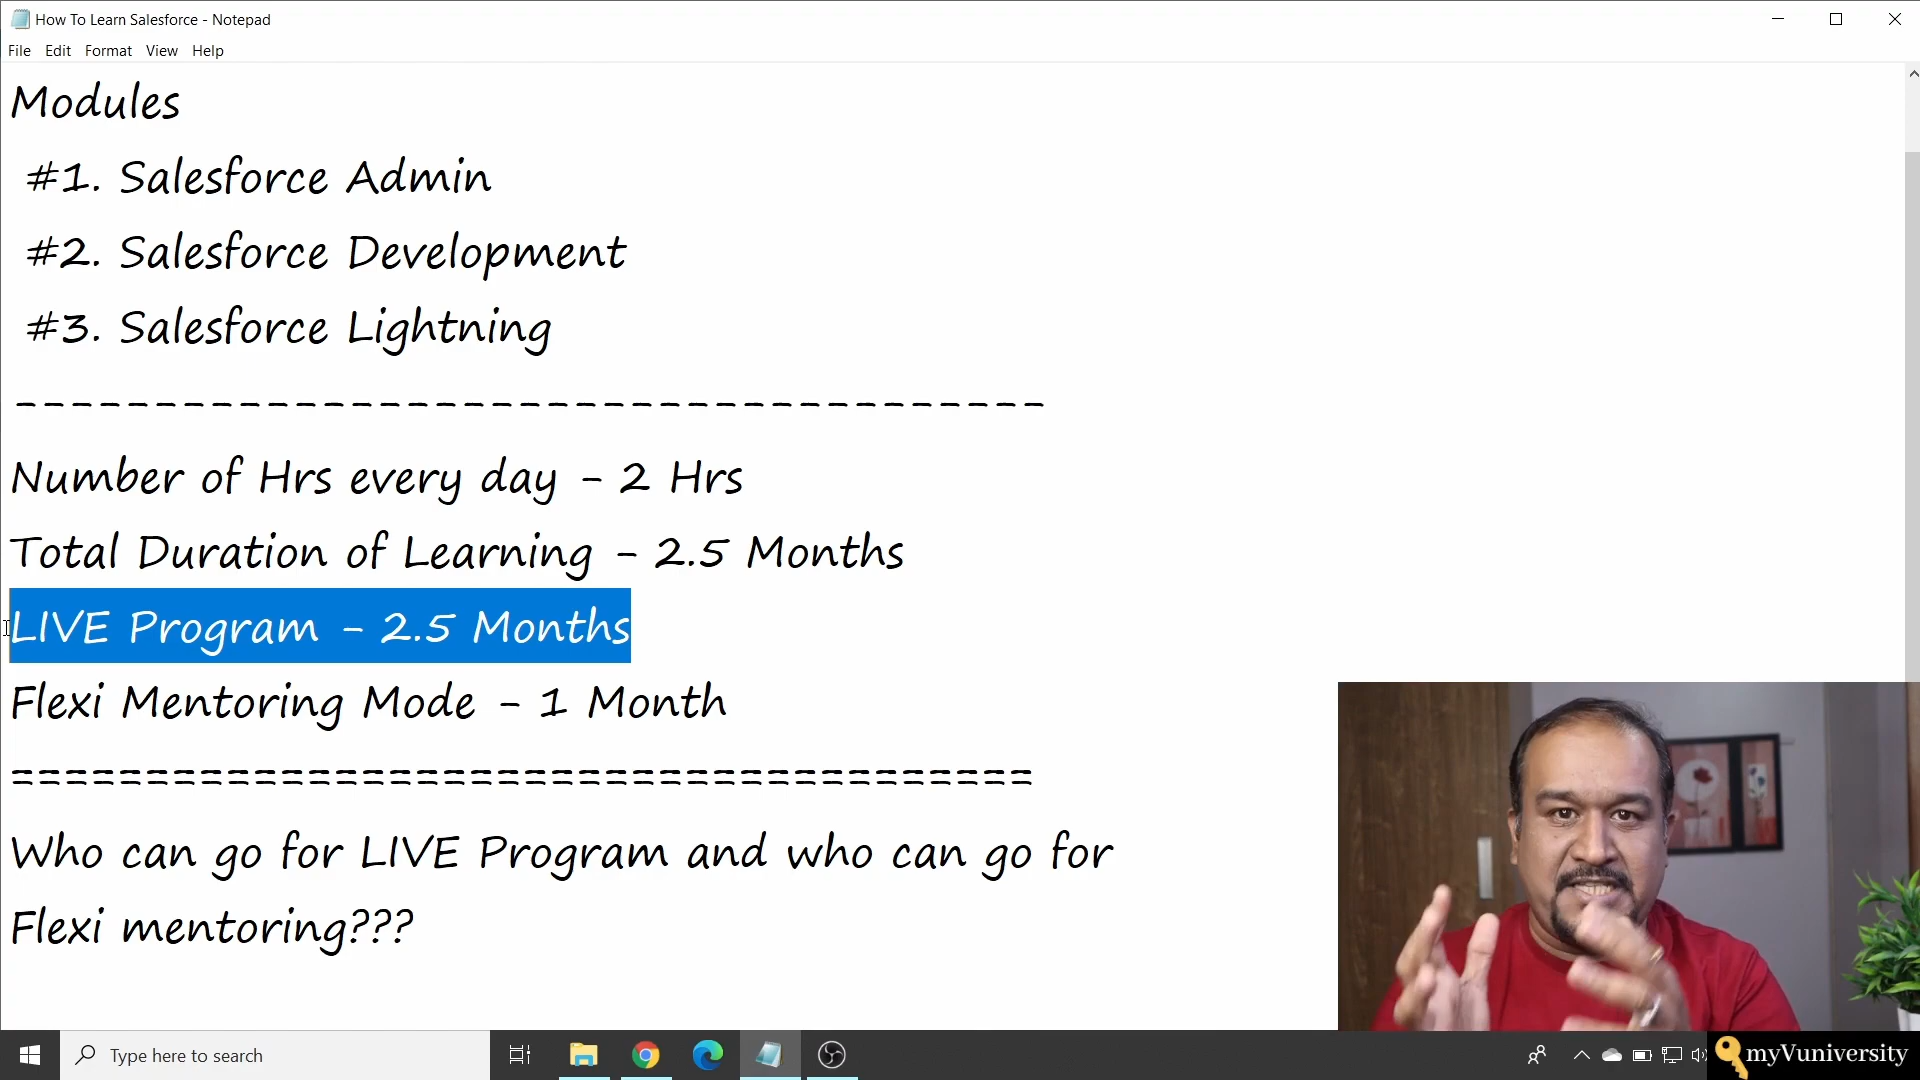 How To Learn Salesforce - Notepad
File Edit Format View Help
Modules
#1. Salesforce Admin
#2. Salesforce Development
#3. Salesforce Lightning
--------------------------------------
Number of Hrs every day - 2 Hrs
Total Duration of Learning - 2.5 Months
LIVE Program - 2.5 Months
Flexi Mentoring Mode - 1 Month
======================================
Who can go for LIVE Program and who can go for
Flexi mentoring???
Type here to search
myVuniversity